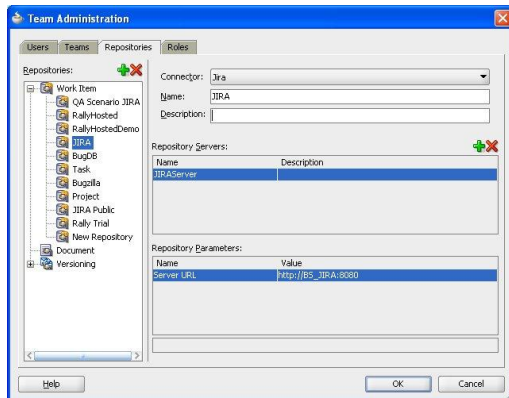 Team Administration
Users Teams Repositories Roles
Repositories:
Work Item
QA Scenario JIRA
RallyHosted
RallyHostedDemo
JIRA
BugDB
Task
Bugzilla
Project
JIRA Public
Rally Trial
New Repository
Document
Versioning
Connector: Jira
Name: JIRA
Description:
Repository Servers:
Name Description
JIRAServer
Repository Parameters:
Name Value
Server URL http://BS_JIRA:8080
Help OK Cancel